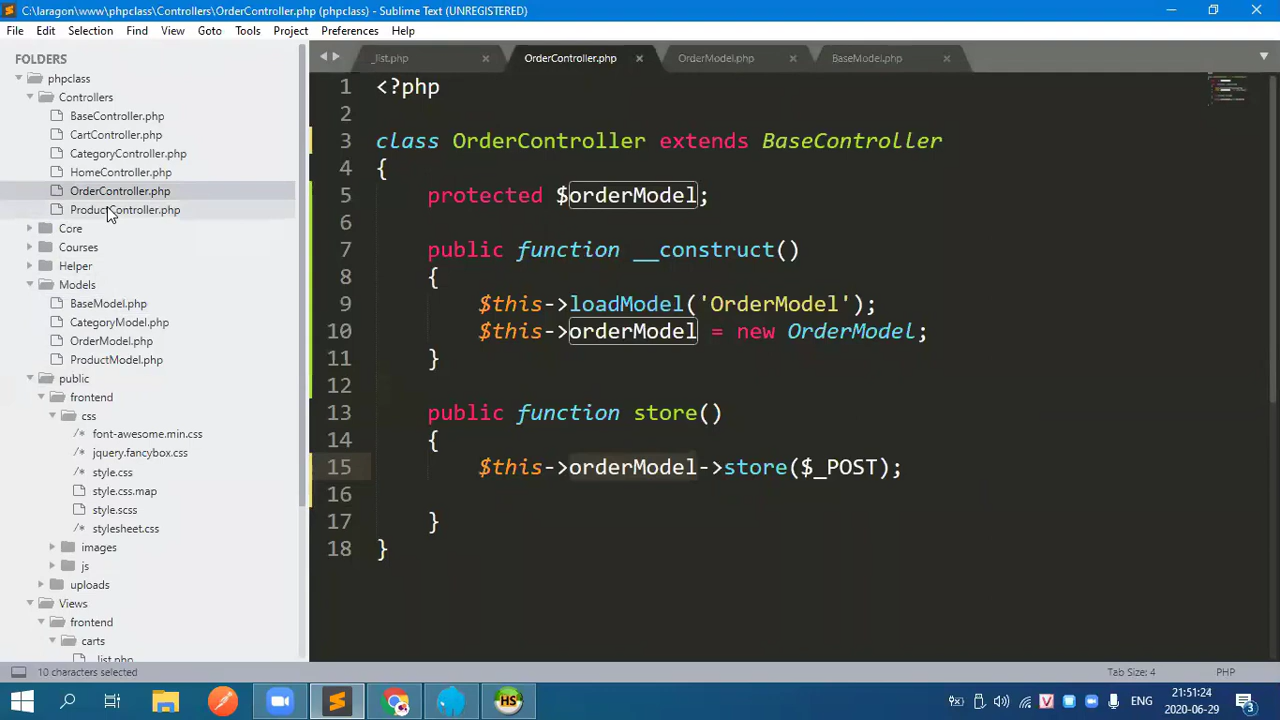 C:\laragon\www\phpclass\Controllers\OrderController.php (phpclass) - Sublime Text (UNREGISTERED)
File Edit Selection Find View Goto Tools Project Preferences Help
FOLDERS
phpclass
Controllers
BaseController.php
CartController.php
CategoryController.php
HomeController.php
OrderController.php
ProductController.php
Core
Courses
Helper
Models
BaseModel.php
CategoryModel.php
OrderModel.php
ProductModel.php
public
frontend
css
font-awesome.min.css
jquery.fancybox.css
style.css
style.css.map
style.scss
stylesheet.css
images
js
uploads
Views
frontend
carts
_list.php
_list.php OrderController.php OrderModel.php BaseModel.php
1 <?php
2
3 class OrderController extends BaseController
4 {
5 protected $orderModel;
6
7 public function __construct()
8 {
9 $this->loadModel('OrderModel');
10 $this->orderModel = new OrderModel;
11 }
12
13 public function store()
14 {
15 $this->orderModel->store($_POST);
16
17 }
18 }
10 characters selected Tab Size: 4 PHP
HS V ENG 21:51:24
2020-06-29 3